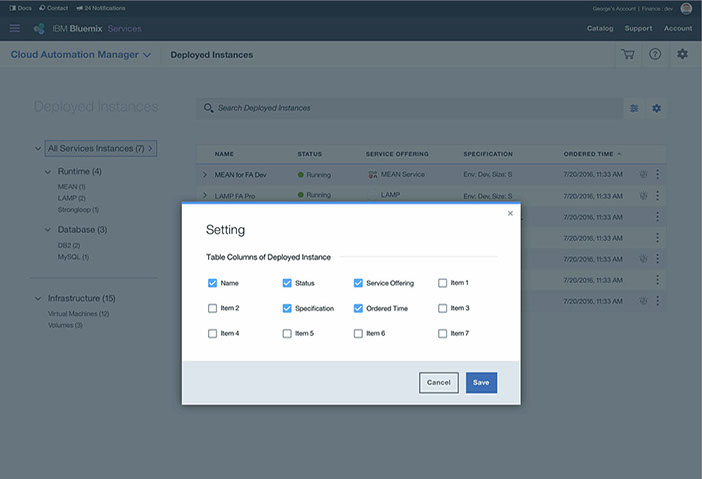 Docs Contact 24 Notifications George's Account | Finance : dev
IBM Bluemix Services Catalog Support Account
Cloud Automation Manager Deployed Instances
Deployed Instances
Search Deployed Instances
All Services Instances (7)
Runtime (4)
MEAN (1)
LAMP (2)
Strongloop (1)
Database (3)
DB2 (2)
MySQL (1)
Infrastructure (15)
Virtual Machines (12)
Volumes (3)
NAME STATUS SERVICE OFFERING SPECIFICATION ORDERED TIME
MEAN for FA Dev Running MEAN Service Env: Dev, Size: S 7/20/2016, 11:33 AM
LAMP FA Pro Running LAMP Env: Dev, Size: S 7/20/2016, 11:33 AM
7/20/2016, 11:33 AM
7/20/2016, 11:33 AM
7/20/2016, 11:33 AM
7/20/2016, 11:33 AM
7/20/2016, 11:33 AM
Setting
Table Columns of Deployed Instance
Name Status Service Offering Item 1
Item 2 Specification Ordered Time Item 3
Item 4 Item 5 Item 6 Item 7
Cancel Save